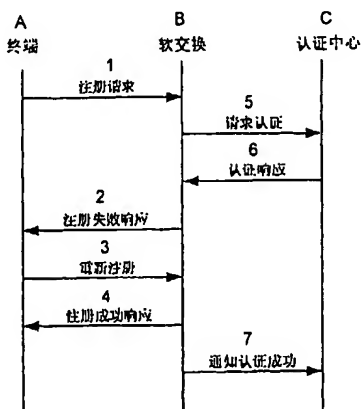 A
终端
B
软交换
C
认证中心
1
注册请求
5
请求认证
6
认证响应
2
注册失败响应
3
重新注册
4
注册成功响应
7
通知认证成功